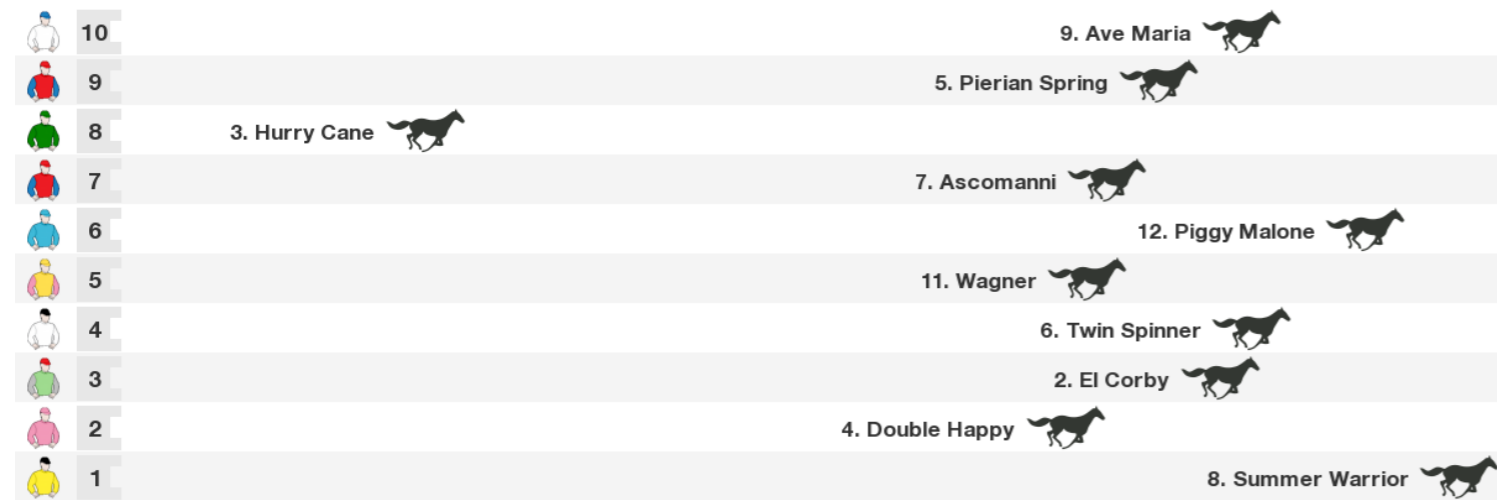 10 9. Ave Maria
9 5. Pierian Spring
8 3. Hurry Cane
7 7. Ascomanni
6 12. Piggy Malone
5 11. Wagner
4 6. Twin Spinner
3 2. El Corby
2 4. Double Happy
1 8. Summer Warrior